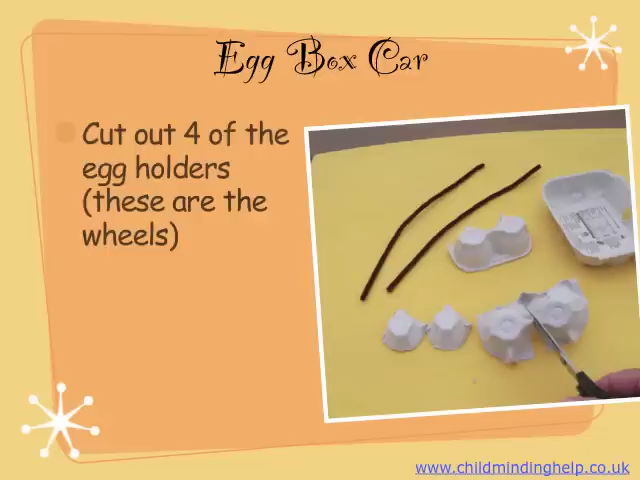 Egg Box Car
Cut out 4 of the
egg holders
(these are the
wheels)
www.childmindinghelp.co.uk